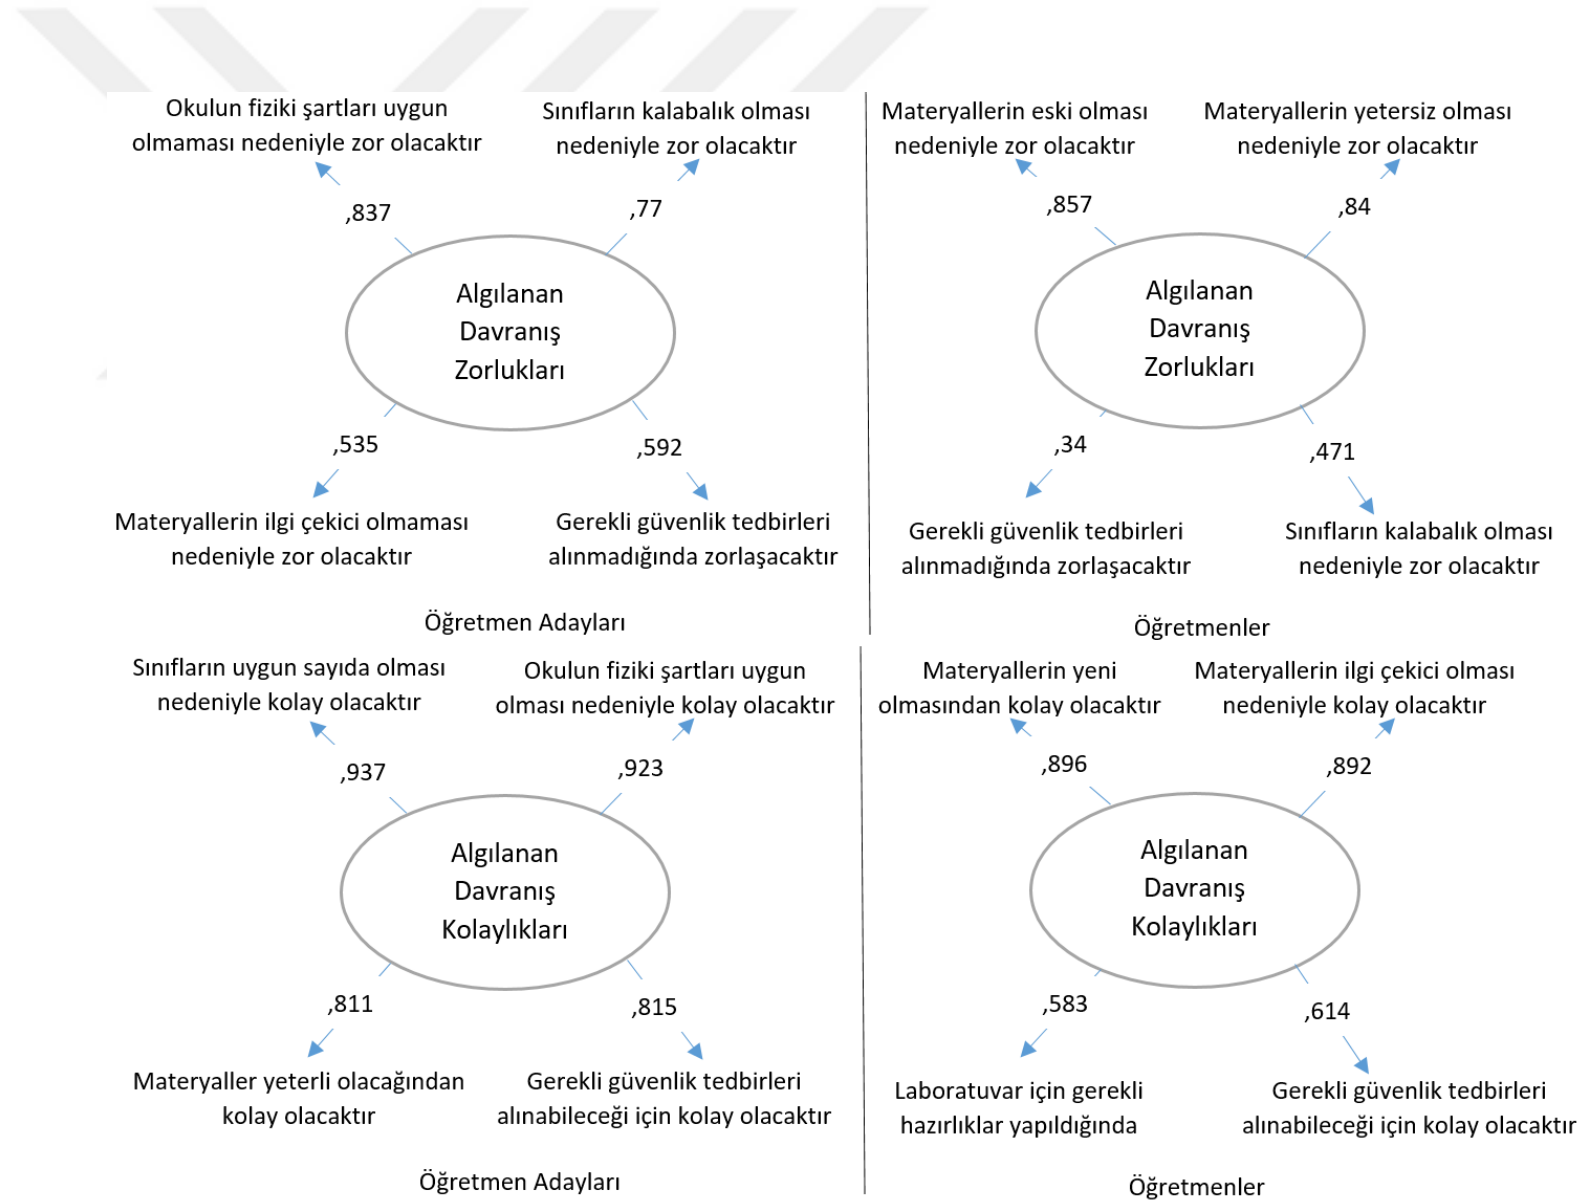 Okulun fiziki şartları uygun
olmaması nedeniyle zor olacaktır
Sınıfların kalabalık olması
nedeniyle zor olacaktır
,837
,77
Algılanan
Davranış
Zorlukları
,535
,592
Materyallerin ilgi çekici olmaması
nedeniyle zor olacaktır
Gerekli güvenlik tedbirleri
alınmadığında zorlaşacaktır
Öğretmen Adayları
Materyallerin eski olması
nedeniyle zor olacaktır
Materyallerin yetersiz olması
nedeniyle zor olacaktır
,857
,84
Algılanan
Davranış
Zorlukları
,34
,471
Gerekli güvenlik tedbirleri
alınmadığında zorlaşacaktır
Sınıfların kalabalık olması
nedeniyle zor olacaktır
Öğretmenler
Sınıfların uygun sayıda olması
nedeniyle kolay olacaktır
Okulun fiziki şartları uygun
olması nedeniyle kolay olacaktır
,937
,923
Algılanan
Davranış
Kolaylıkları
,811
,815
Materyaller yeterli olacağından
kolay olacaktır
Gerekli güvenlik tedbirleri
alınabileceği için kolay olacaktır
Öğretmen Adayları
Materyallerin yeni
olmasından kolay olacaktır
Materyallerin ilgi çekici olması
nedeniyle kolay olacaktır
,896
,892
Algılanan
Davranış
Kolaylıkları
,583
,614
Laboratuvar için gerekli
hazırlıklar yapıldığında
Gerekli güvenlik tedbirleri
alınabileceği için kolay olacaktır
Öğretmenler